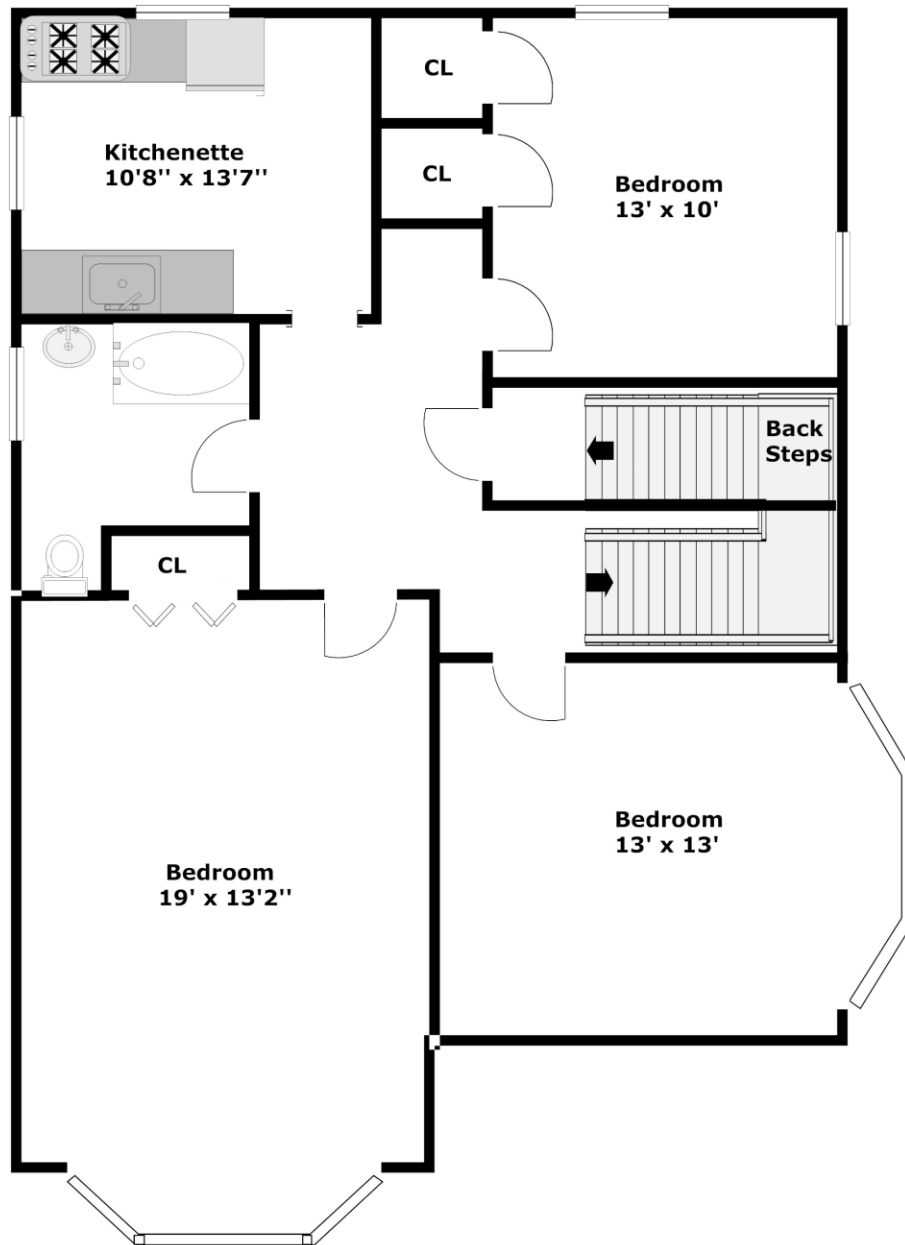 CL
Kitchenette
10'8'' x 13'7''
CL
Bedroom
13' x 10'
Back
Steps
CL
Bedroom
13' x 13'
Bedroom
19' x 13'2''